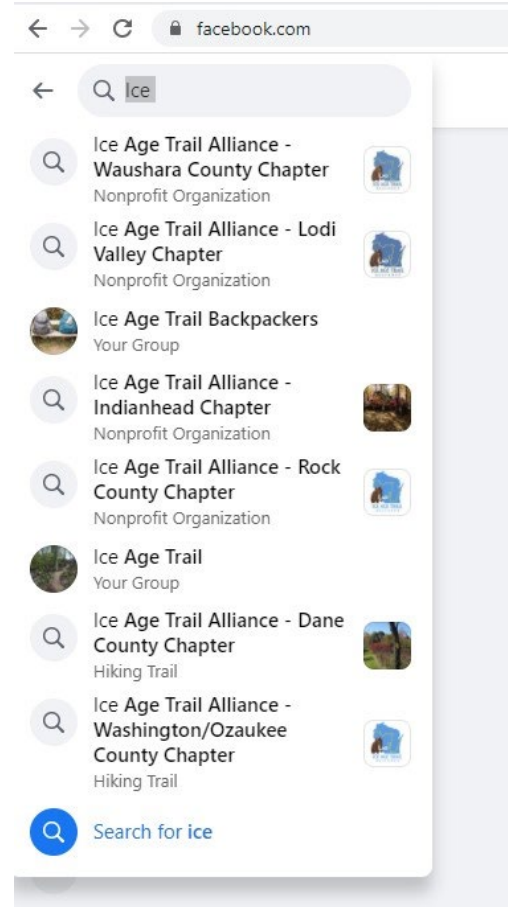 facebook.com
Ice
Ice Age Trail Alliance -
Waushara County Chapter
Nonprofit Organization
Ice Age Trail Alliance - Lodi
Valley Chapter
Nonprofit Organization
Ice Age Trail Backpackers
Your Group
Ice Age Trail Alliance -
Indianhead Chapter
Nonprofit Organization
Ice Age Trail Alliance - Rock
County Chapter
Nonprofit Organization
Ice Age Trail
Your Group
Ice Age Trail Alliance - Dane
County Chapter
Hiking Trail
Ice Age Trail Alliance -
Washington/Ozaukee
County Chapter
Hiking Trail
Search for ice